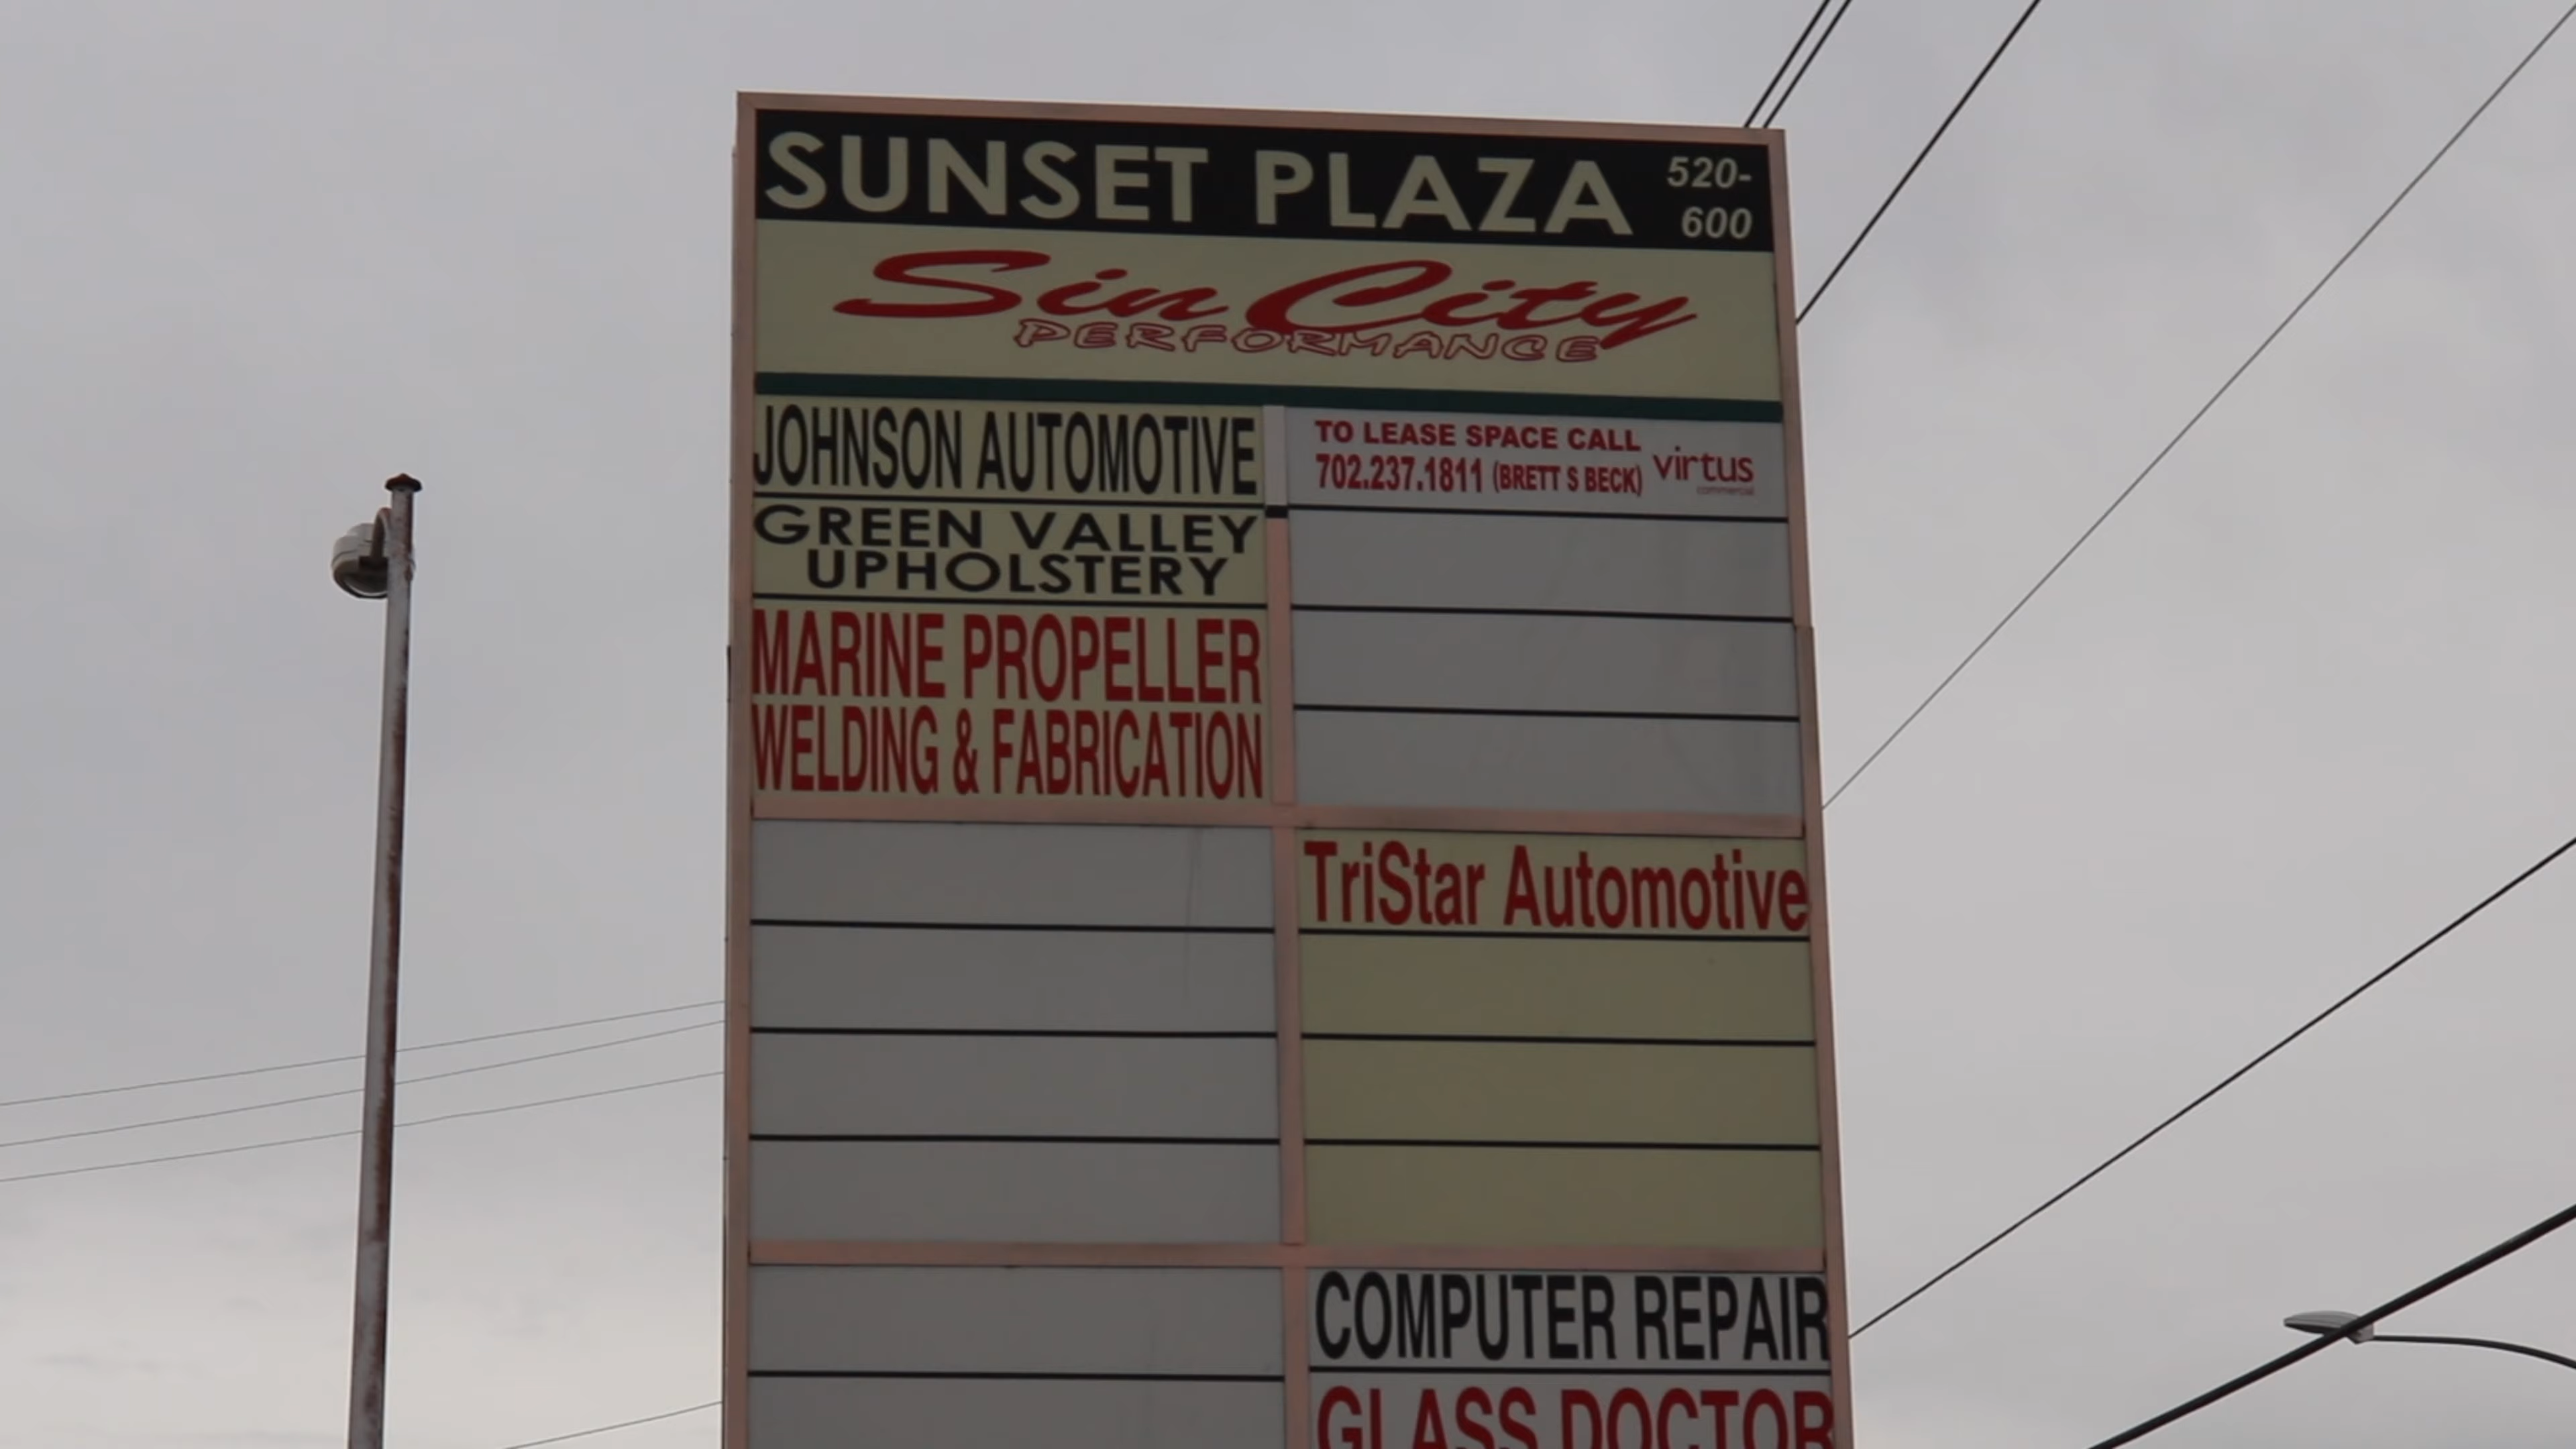 SUNSET PLAZA
520-
600
Sin City
PERFORMANCE
JOHNSON AUTOMOTIVE
TO LEASE SPACE CALL
702.237.1811 (BRETT S BECK)
virtus
commercial
GREEN VALLEY
UPHOLSTERY
MARINE PROPELLER
WELDING & FABRICATION
TriStar Automotive
COMPUTER REPAIR
GLASS DOCTOR